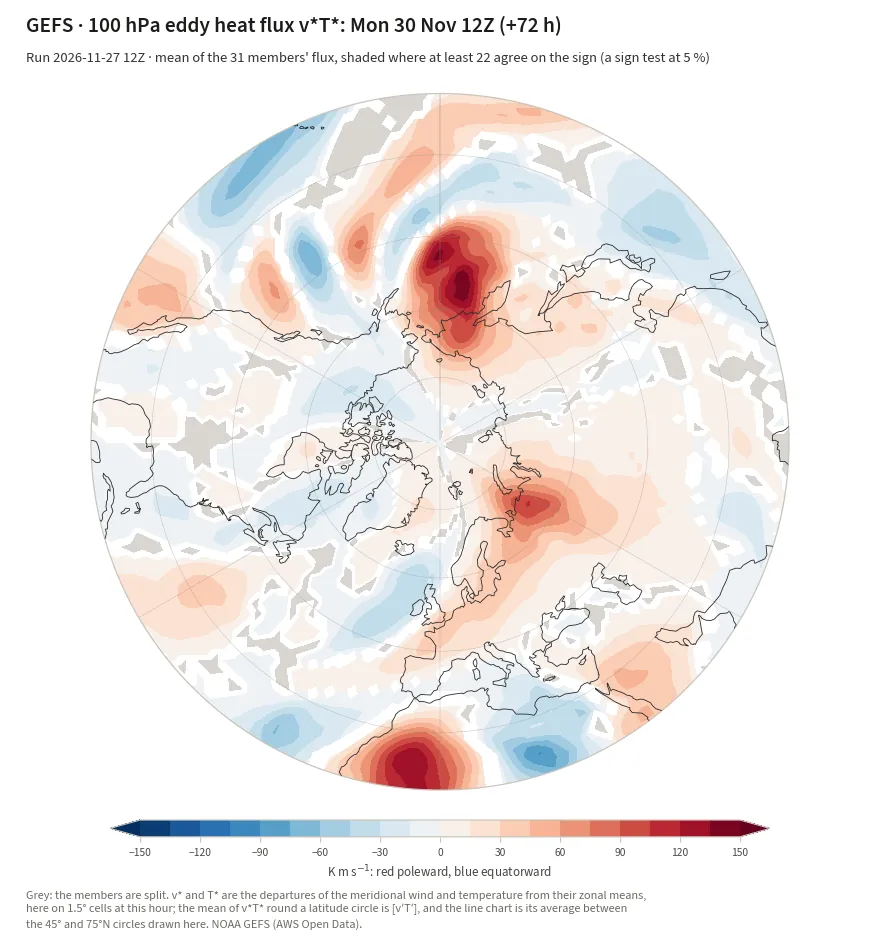 GEFS · 100 hPa eddy heat flux v*T*: Mon 30 Nov 12Z (+72 h)
Run 2026-11-27 12Z · mean of the 31 members' flux, shaded where at least 22 agree on the sign (a sign test at 5 %)
−150 −120 −90 −60 −30 0 30 60 90 120 150
K m s⁻¹: red poleward, blue equatorward
Grey: the members are split. v* and T* are the departures of the meridional wind and temperature from their zonal means,
here on 1.5° cells at this hour; the mean of v*T* round a latitude circle is [v'T'], and the line chart is its average between
the 45° and 75°N circles drawn here. NOAA GEFS (AWS Open Data).